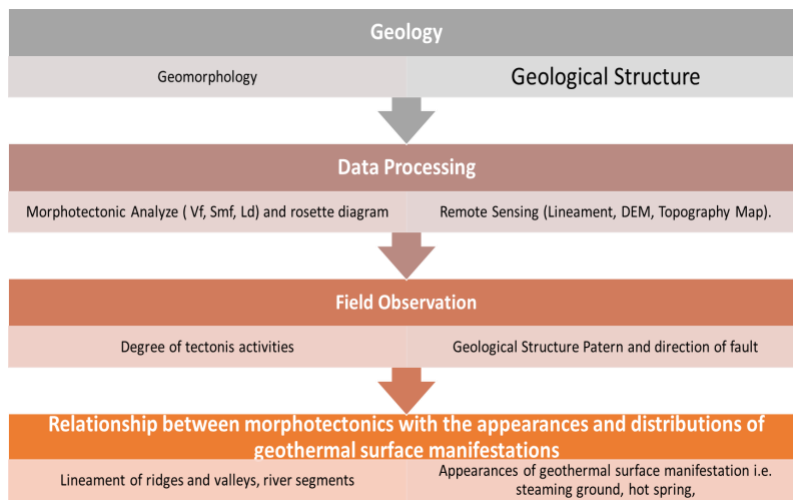 Geology
Geomorphology
Geological Structure
Data Processing
Morphotectonic Analyze ( Vf, Smf, Ld) and rosette diagram
Remote Sensing (Lineament, DEM, Topography Map).
Field Observation
Degree of tectonis activities
Geological Structure Patern and direction of fault
Relationship between morphotectonics with the appearances and distributions of
geothermal surface manifestations
Lineament of ridges and valleys, river segments
Appearances of geothermal surface manifestation i.e.
steaming ground, hot spring,